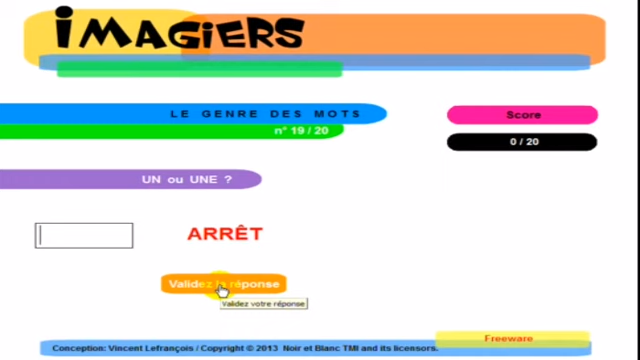 iMAGiERS
LE GENRE DES MOTS
n° 19 / 20
Score
0 / 20
UN ou UNE ?
ARRÊT
Validez la réponse
Validez votre réponse
Freeware
Conception: Vincent Lefrançois / Copyright © 2013 Noir et Blanc TMI and its licensors.